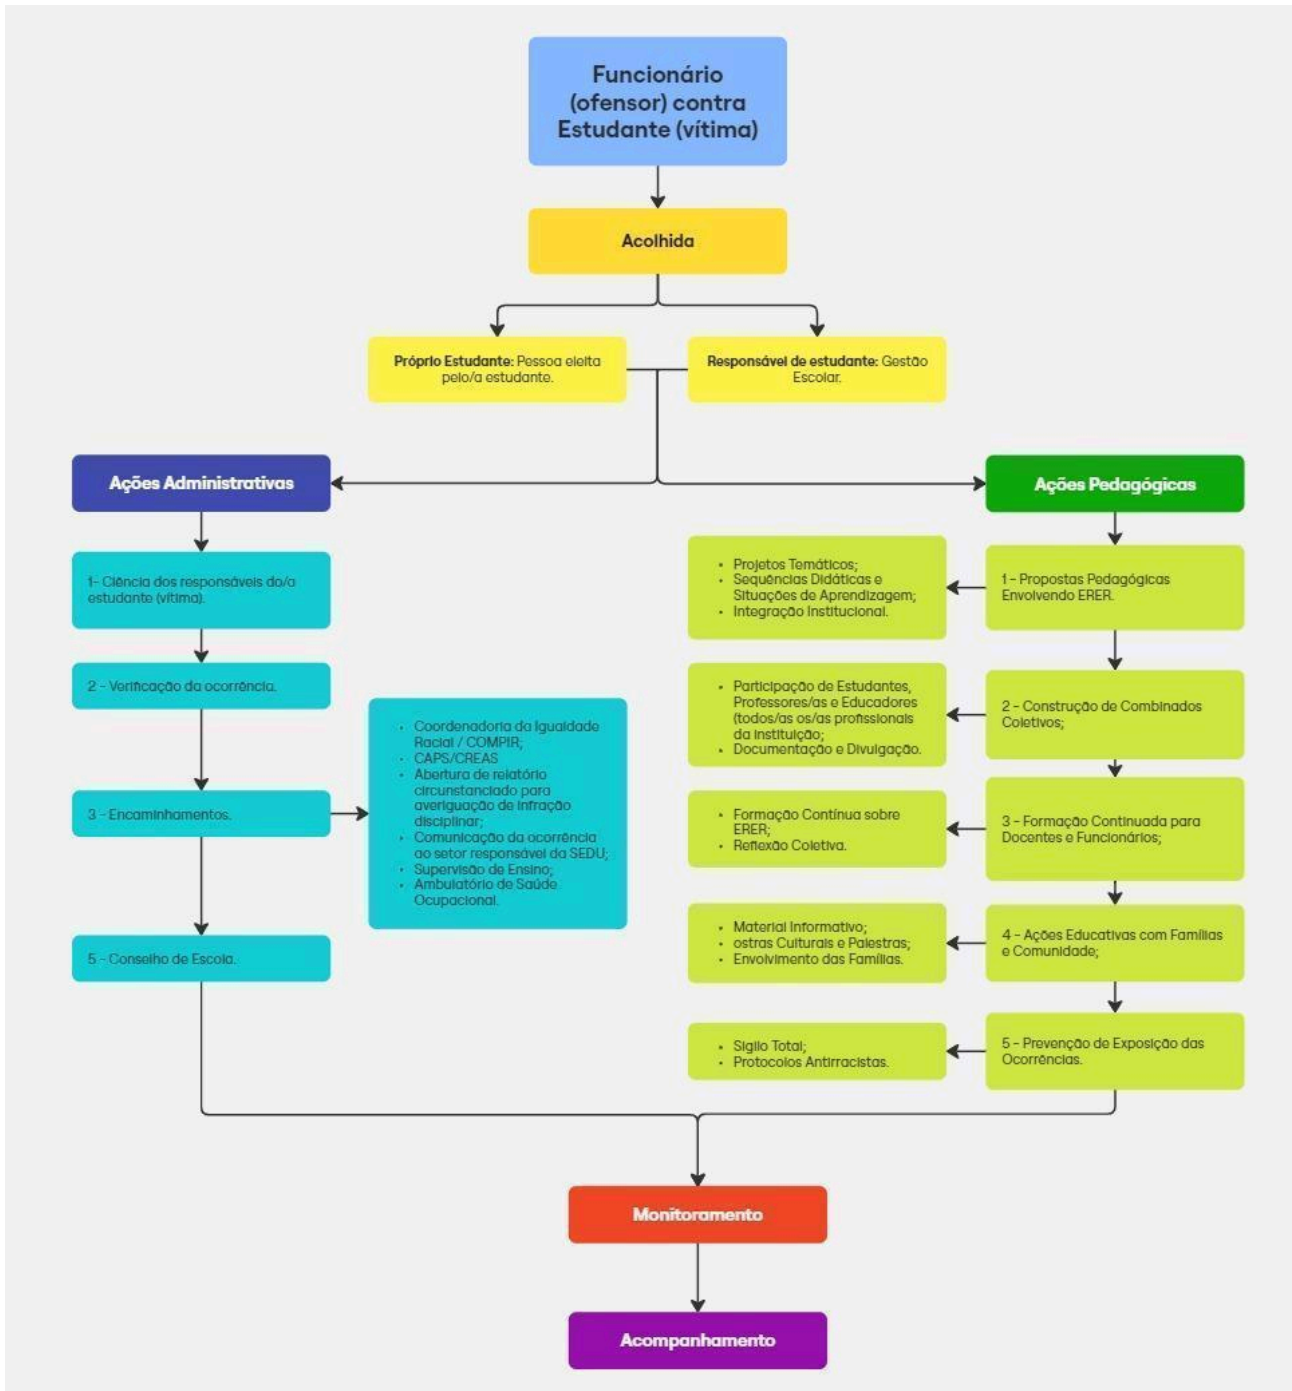 Funcionário
(ofensor) contra
Estudante (vítima)
Acolhida
Próprio Estudante: Pessoa eleita
pelo/a estudante.
Responsável de estudante: Gestão
Escolar.
Ações Administrativas
1- Ciência dos responsáveis do/a
estudante (vítima).
2 - Verificação da ocorrência.
3 - Encaminhamentos.
• Coordenadoria da Igualdade
Racial / COMPIR;
• CAPS/CREAS
• Abertura de relatório
circunstanciado para
averiguação de infração
disciplinar;
• Comunicação da ocorrência
ao setor responsável da SEDU;
• Supervisão de Ensino;
• Ambulatório de Saúde
Ocupacional.
5 - Conselho de Escola.
Ações Pedagógicas
1 - Propostas Pedagógicas
Envolvendo ERER.
• Projetos Temáticos;
• Sequências Didáticas e
Situações de Aprendizagem;
• Integração Institucional.
2 - Construção de Combinados
Coletivos;
• Participação de Estudantes,
Professores/as e Educadores
(todos/as os/as profissionais
da instituição;
• Documentação e Divulgação.
3 - Formação Continuada para
Docentes e Funcionários;
• Formação Contínua sobre
ERER;
• Reflexão Coletiva.
4 - Ações Educativas com Famílias
e Comunidade;
• Material Informativo;
• ostras Culturais e Palestras;
• Envolvimento das Famílias.
5 - Prevenção de Exposição das
Ocorrências.
• Sigilo Total;
• Protocolos Antirracistas.
Monitoramento
Acompanhamento